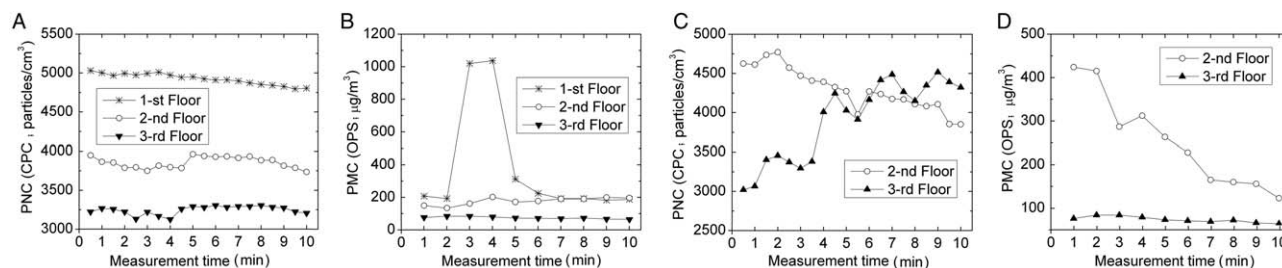 A
PNC (CPC ; particles/cm³)
5500
5000
4500
4000
3500
3000
1-st Floor
2-nd Floor
3-rd Floor
0 1 2 3 4 5 6 7 8 9 10
Measurement time (min)
B
PMC (OPS ; μg/m³)
1200
1000
800
600
400
200
0
1-st Floor
2-nd Floor
3-rd Floor
0 1 2 3 4 5 6 7 8 9 10
Measurement time (min)
C
PNC (CPC ; particles/cm³)
5000
4500
4000
3500
3000
2500
2-nd Floor
3-rd Floor
0 1 2 3 4 5 6 7 8 9 10
Measurement time (min)
D
PMC (OPS ; μg/m³)
500
400
300
200
100
50
2-nd Floor
3-rd Floor
0 1 2 3 4 5 6 7 8 9 10
Measurement time (min)